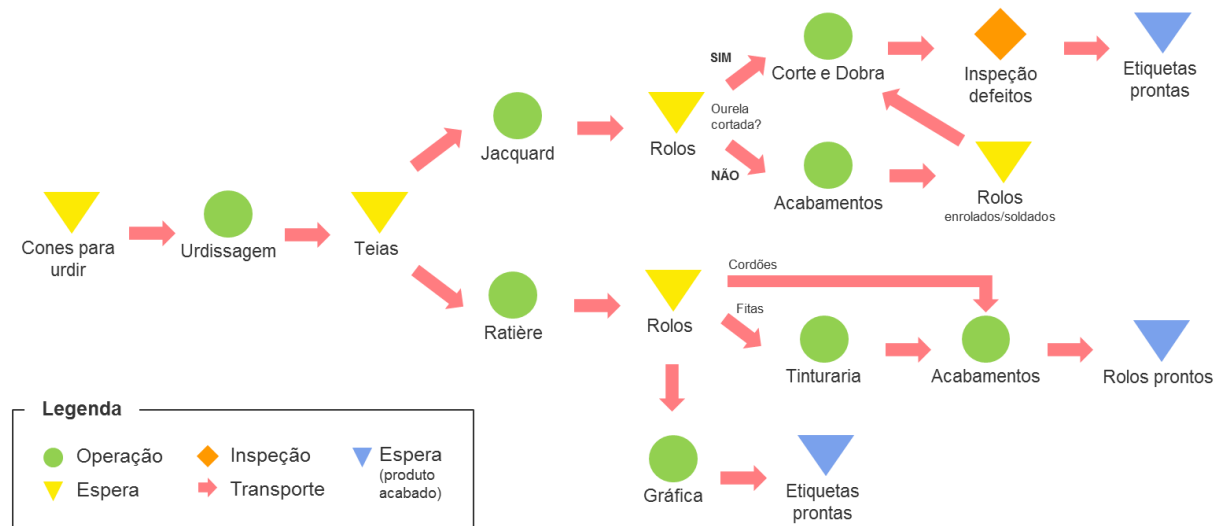 SIM
Corte e Dobra
Inspeção
defeitos
Etiquetas
prontas
Jacquard
Rolos
Ourela
cortada?
NÃO
Acabamentos
Rolos
enrolados/soldados
Cones para
urdir
Urdissagem
Teias
Ratière
Rolos
Cordões
Fitas
Tinturaria
Acabamentos
Rolos prontos
Gráfica
Etiquetas
prontas
Legenda
Operação
Inspeção
Espera
(produto
acabado)
Espera
Transporte